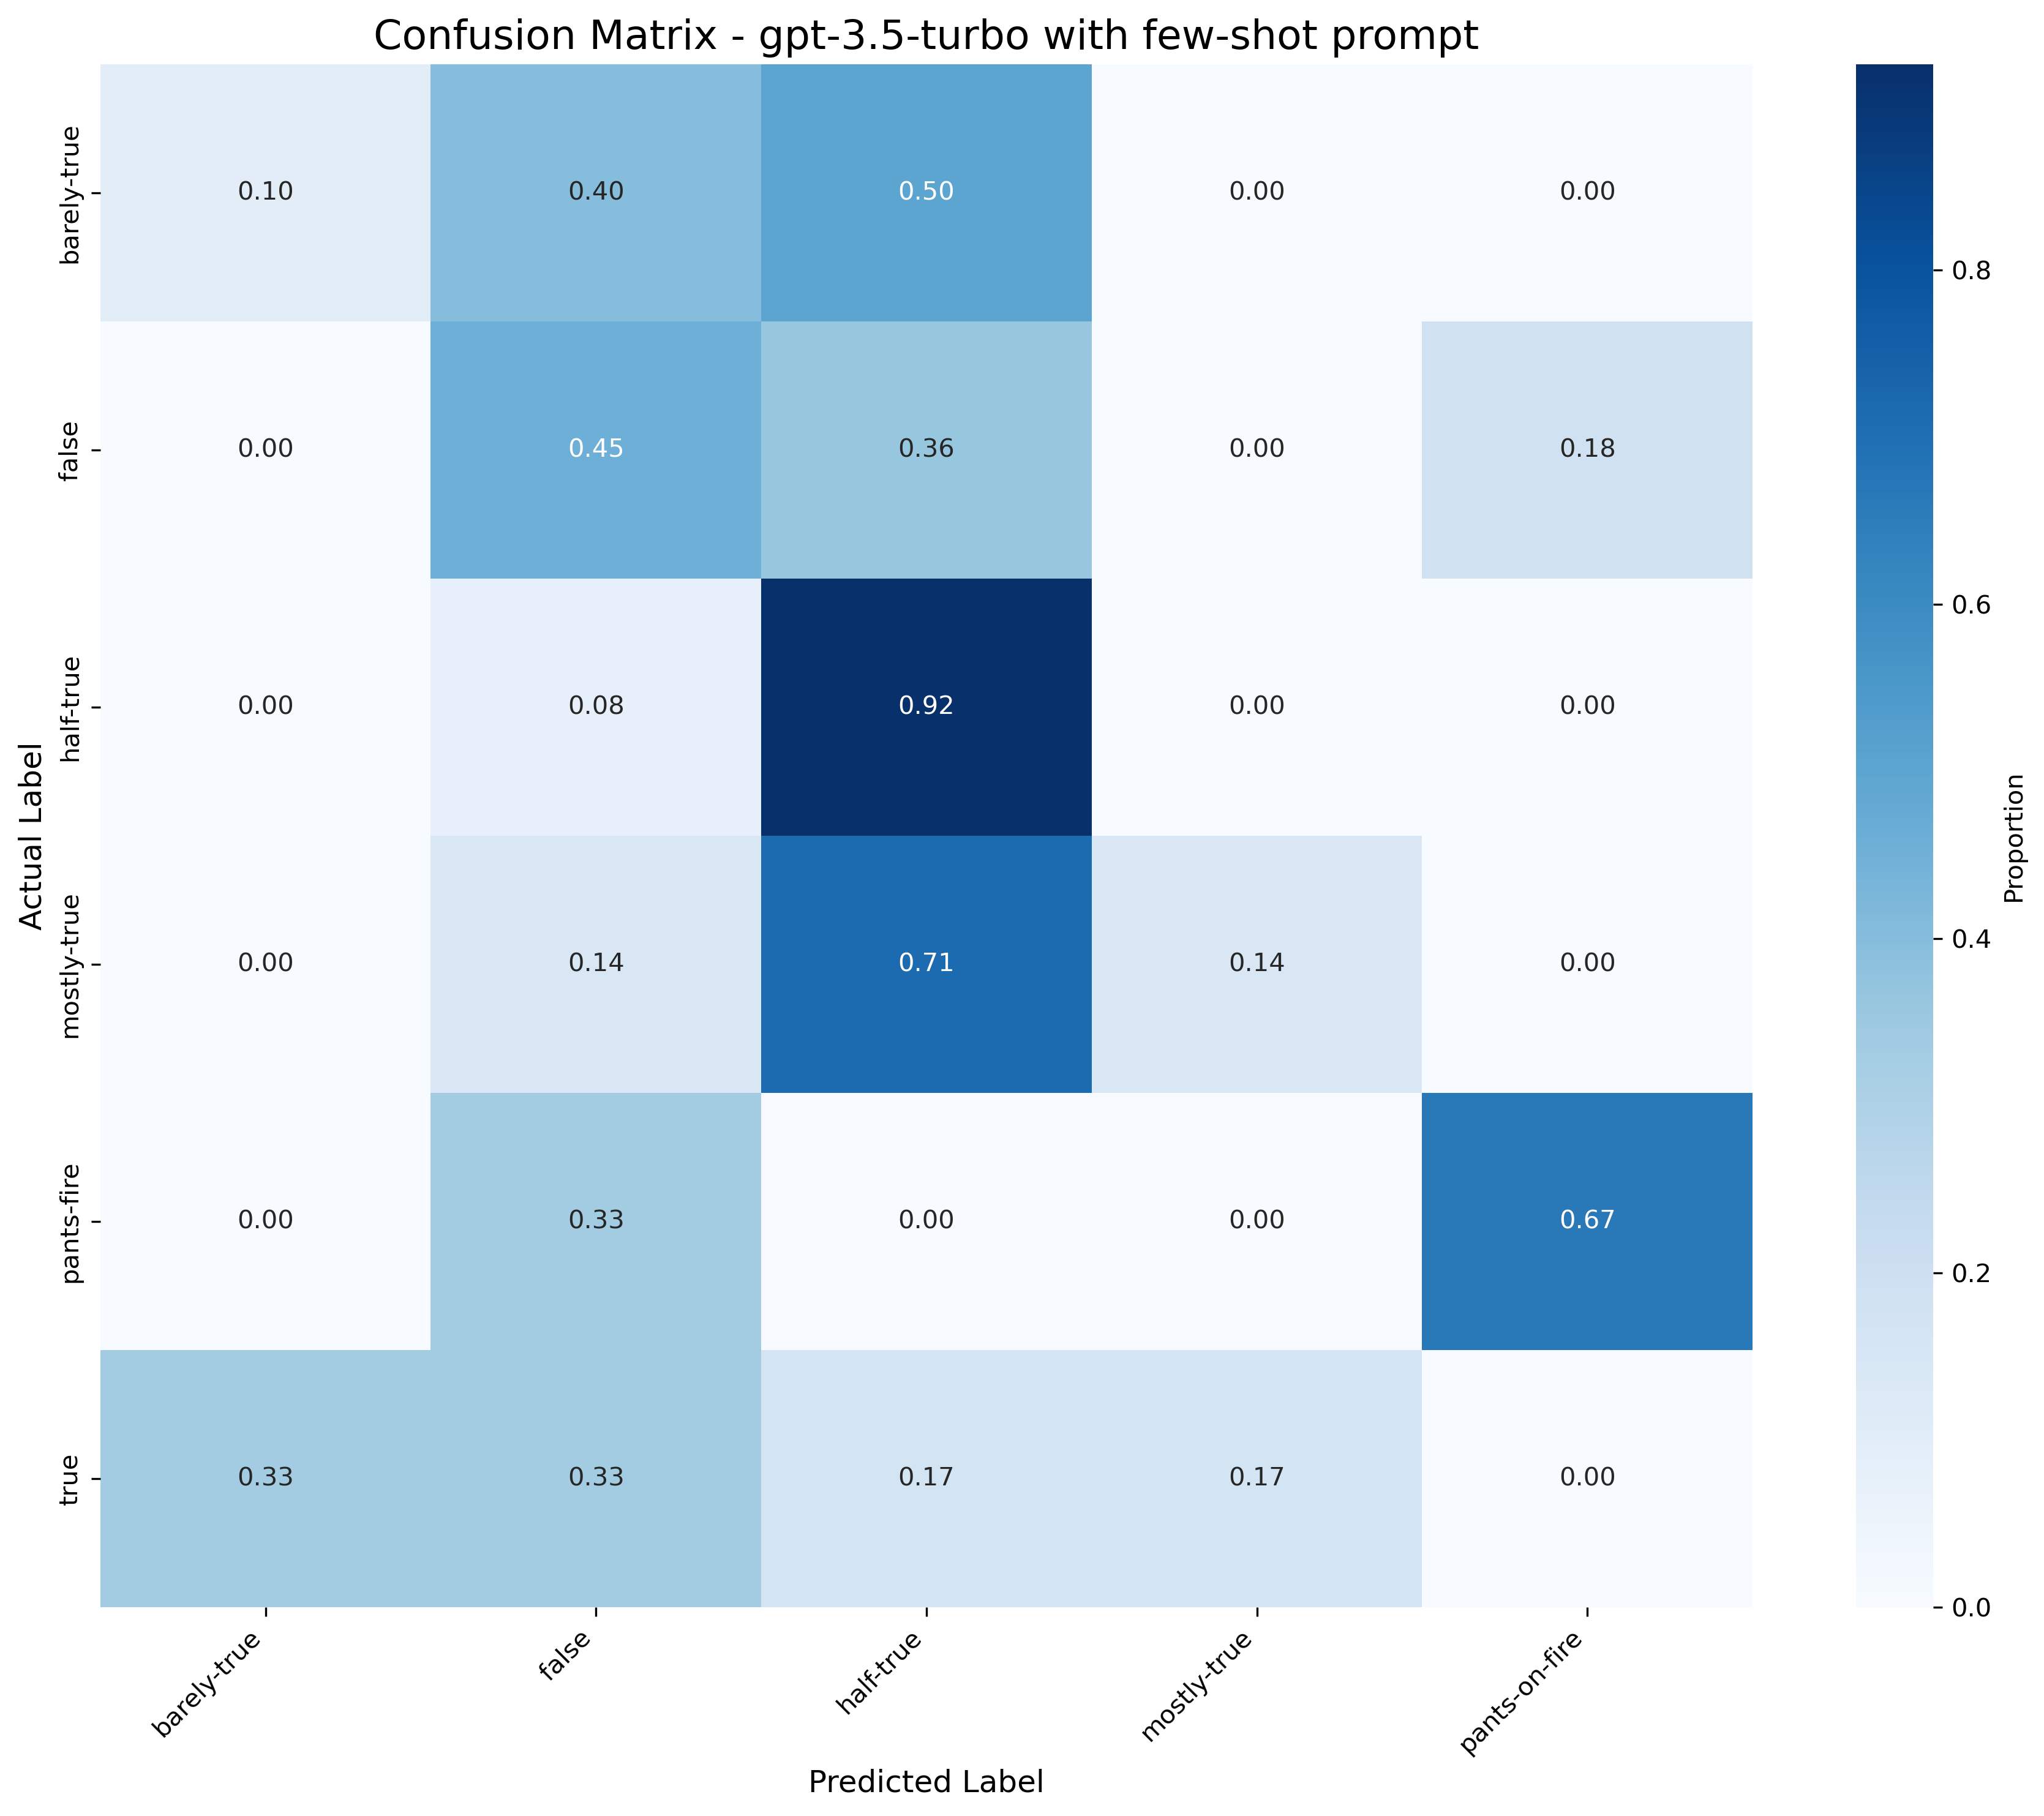 Confusion Matrix - gpt-3.5-turbo with few-shot prompt
Actual Label
barely-true 0.10 0.40 0.50 0.00 0.00
false 0.00 0.45 0.36 0.00 0.18
half-true 0.00 0.08 0.92 0.00 0.00
mostly-true 0.00 0.14 0.71 0.14 0.00
pants-fire 0.00 0.33 0.00 0.00 0.67
true 0.33 0.33 0.17 0.17 0.00
barely-true false half-true mostly-true pants-on-fire
Predicted Label
0.8
0.6
0.4
0.2
0.0
Proportion